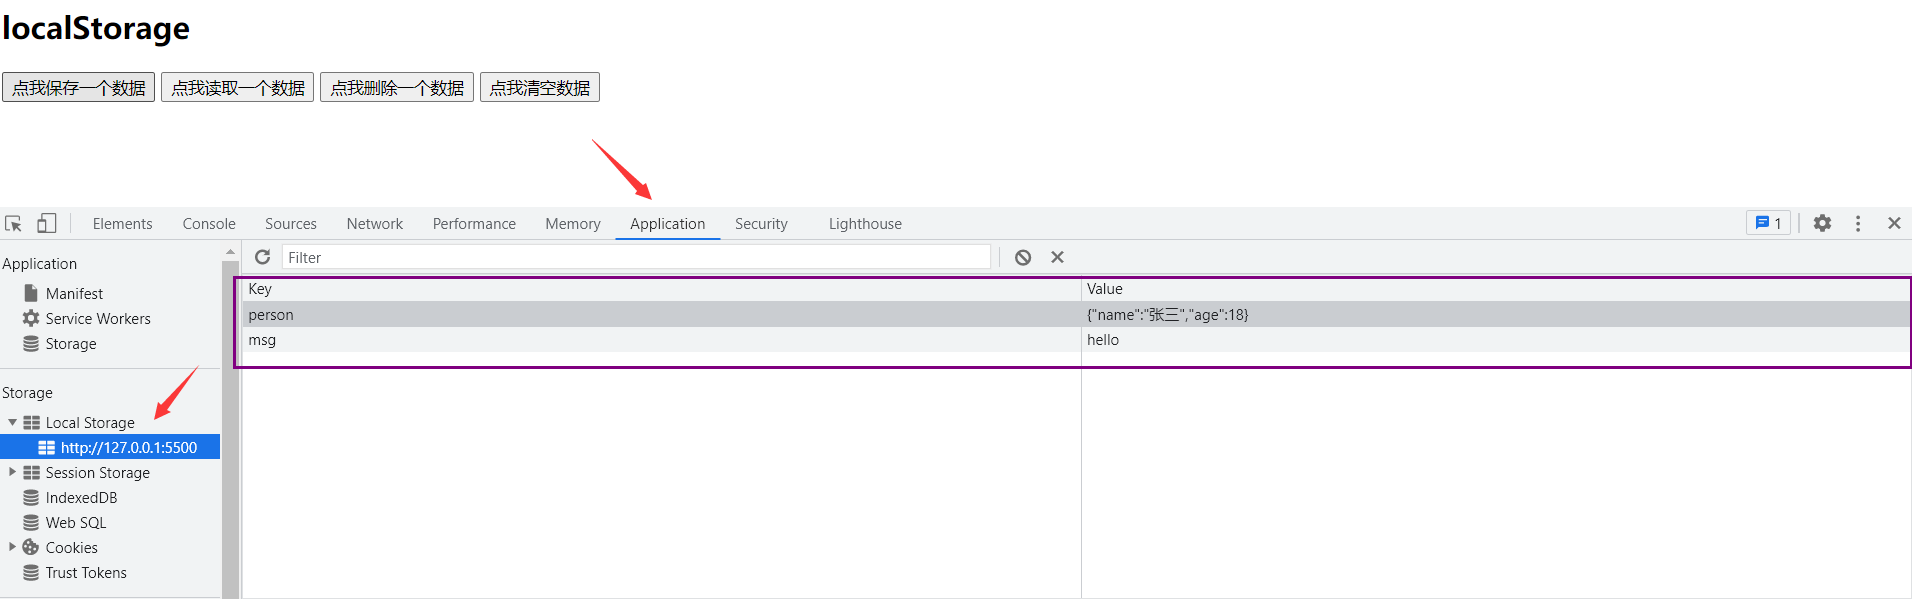 localStorage
点我保存一个数据 点我读取一个数据 点我删除一个数据 点我清空数据
Elements Console Sources Network Performance Memory Application Security Lighthouse 1
Application
Manifest
Service Workers
Storage
Storage
Local Storage
http://127.0.0.1:5500
Session Storage
IndexedDB
Web SQL
Cookies
Trust Tokens
Filter
Key Value
person {"name":"张三","age":18}
msg hello